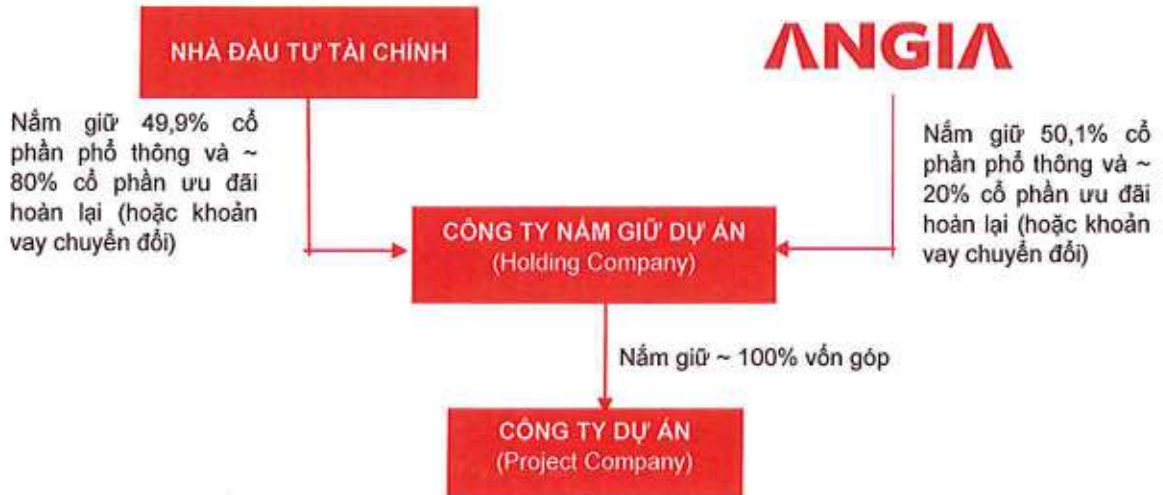 NHÀ ĐẦU TƯ TÀI CHÍNH
ANGIA
Nắm giữ 49,9% cổ
phần phổ thông và ~
80% cổ phần ưu đãi
hoàn lại (hoặc khoản
vay chuyển đổi)
Nắm giữ 50,1% cổ
phần phổ thông và ~
20% cổ phần ưu đãi
hoàn lại (hoặc khoản
vay chuyển đổi)
CÔNG TY NẮM GIỮ DỰ ÁN
(Holding Company)
Nắm giữ ~ 100% vốn góp
CÔNG TY DỰ ÁN
(Project Company)